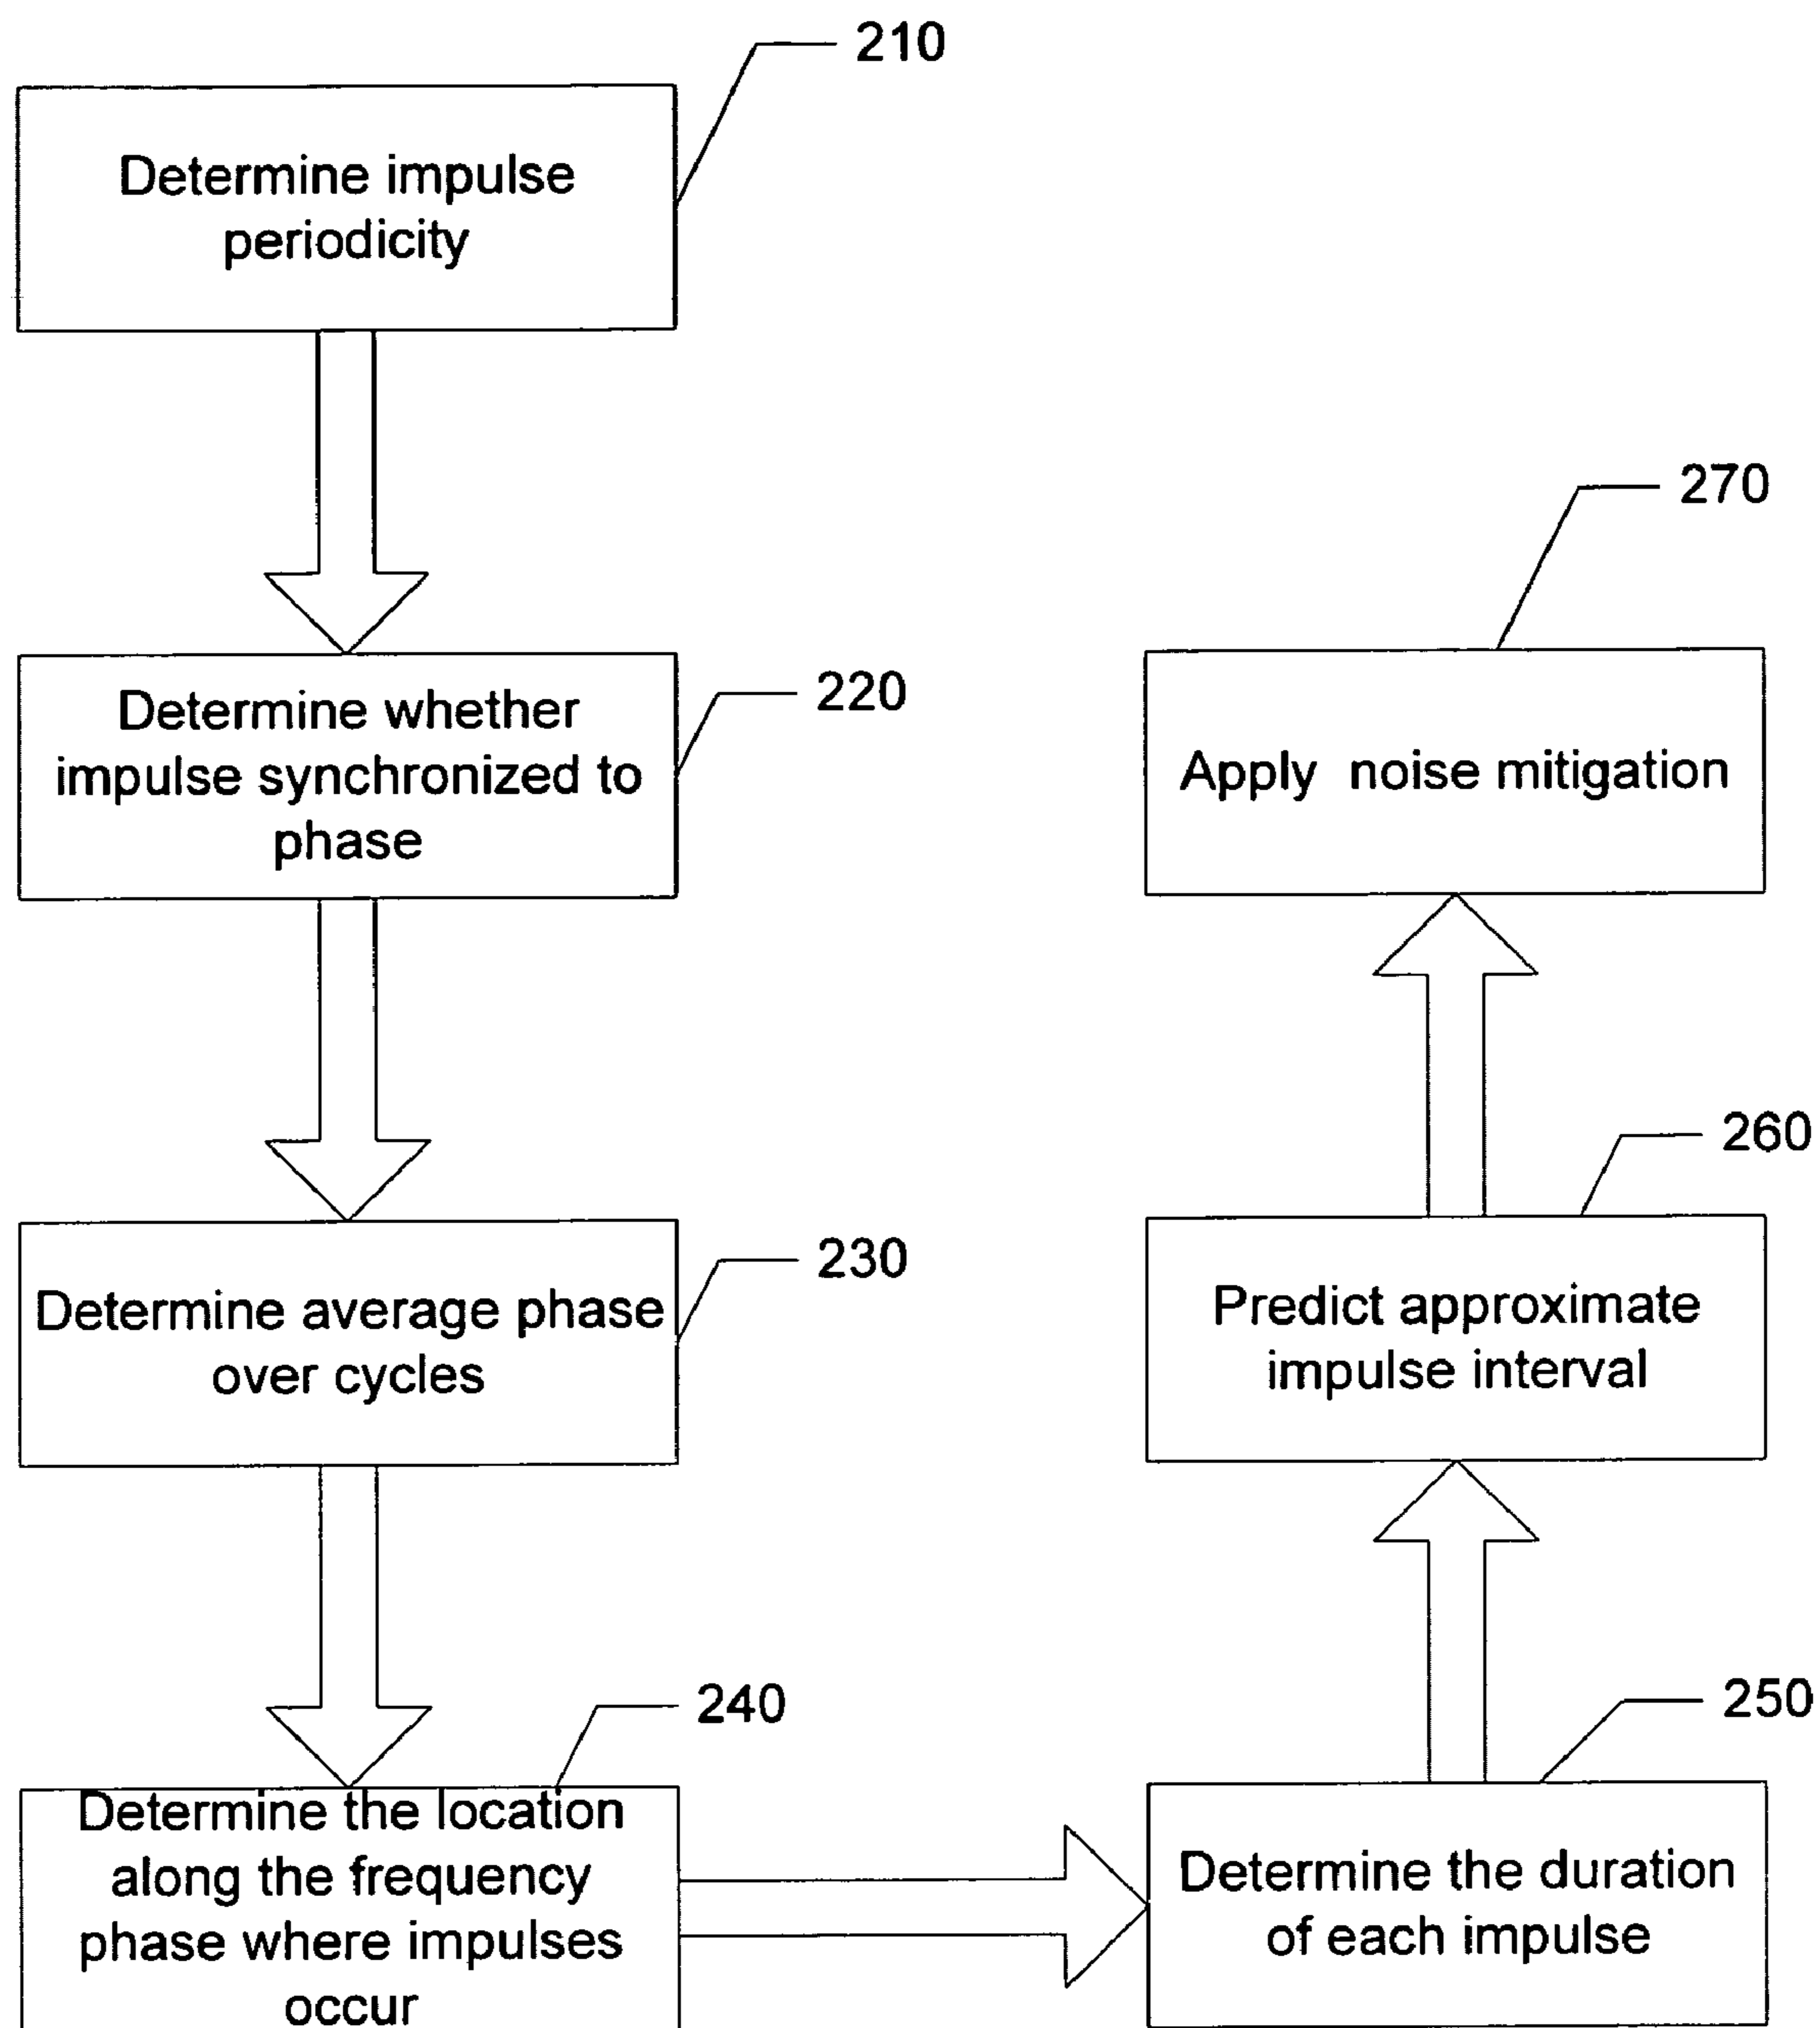 210
Determine impulse
periodicity
220
Determine whether
impulse synchronized to
phase
230
Determine average phase
over cycles
240
Determine the location
along the frequency
phase where impulses
occur
250
Determine the duration
of each impulse
260
Predict approximate
impulse interval
270
Apply noise mitigation